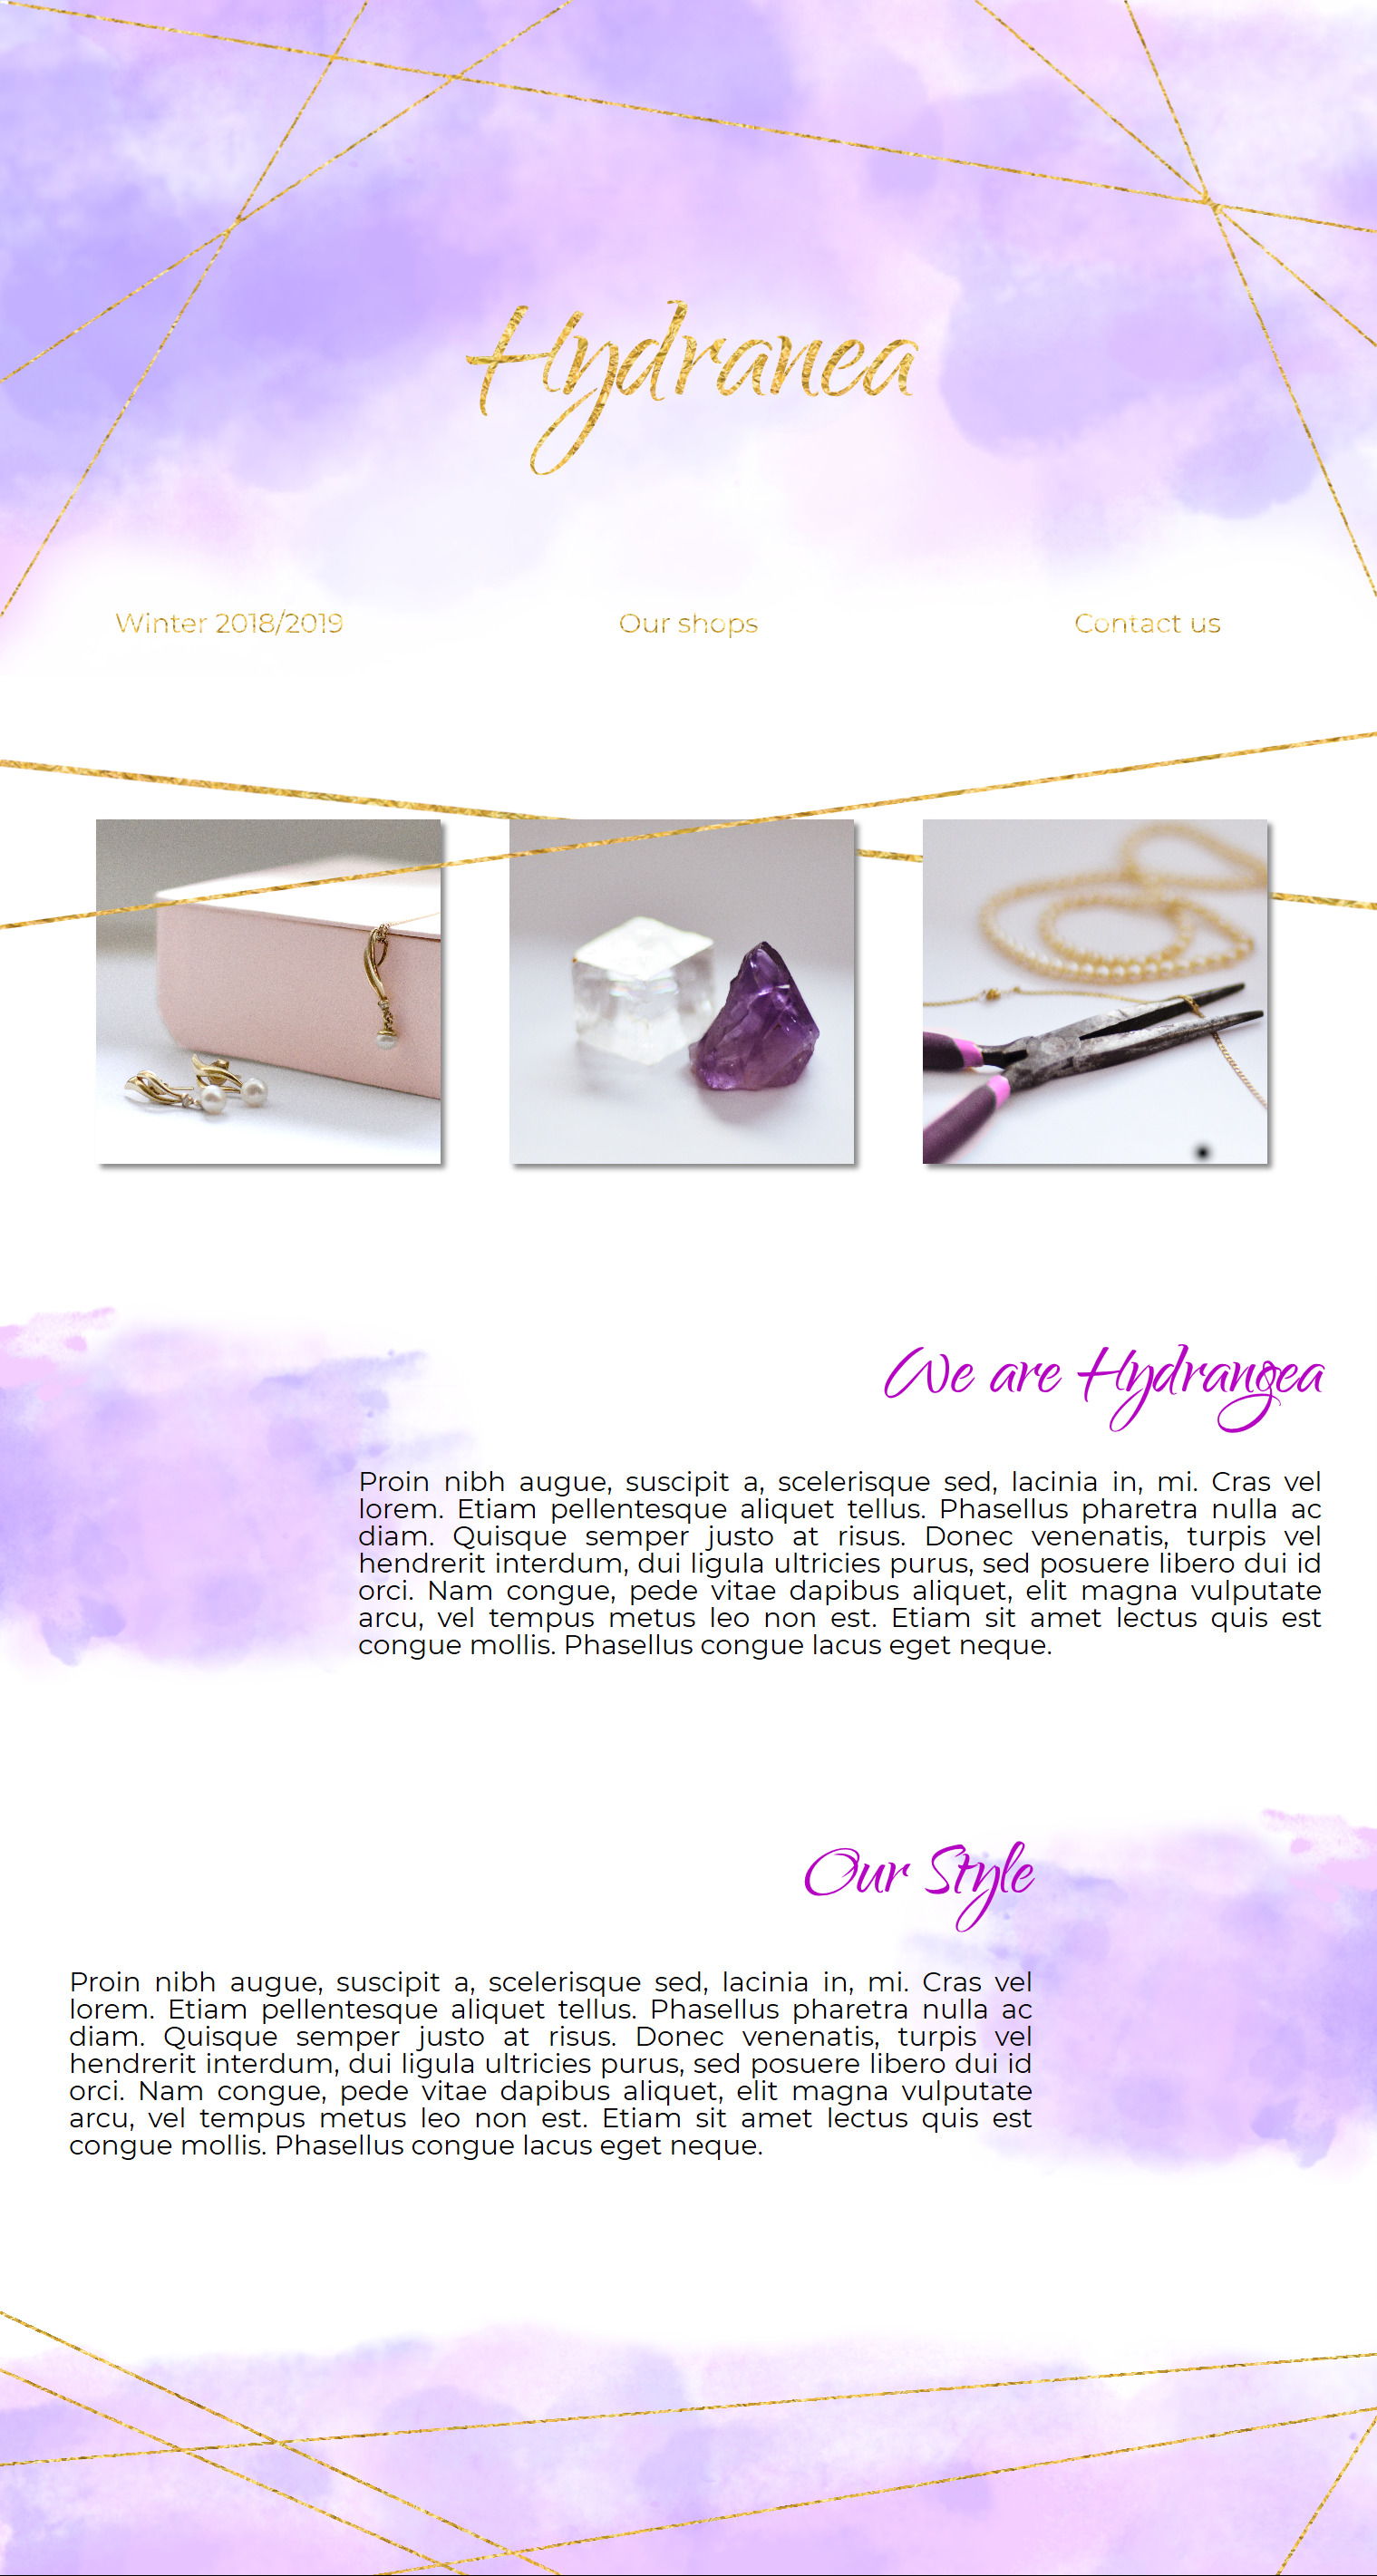 Hydranea
Winter 2018/2019
Our shops
Contact us
We are Hydrangea
Proin nibh augue, suscipit a, scelerisque sed, lacinia in, mi. Cras vel
lorem. Etiam pellentesque aliquet tellus. Phasellus pharetra nulla ac
diam. Quisque semper justo at risus. Donec venenatis, turpis vel
hendrerit interdum, dui ligula ultricies purus, sed posuere libero dui id
orci. Nam congue, pede vitae dapibus aliquet, elit magna vulputate
arcu, vel tempus metus leo non est. Etiam sit amet lectus quis est
congue mollis. Phasellus congue lacus eget neque.
Our Style
Proin nibh augue, suscipit a, scelerisque sed, lacinia in, mi. Cras vel
lorem. Etiam pellentesque aliquet tellus. Phasellus pharetra nulla ac
diam. Quisque semper justo at risus. Donec venenatis, turpis vel
hendrerit interdum, dui ligula ultricies purus, sed posuere libero dui id
orci. Nam congue, pede vitae dapibus aliquet, elit magna vulputate
arcu, vel tempus metus leo non est. Etiam sit amet lectus quis est
congue mollis. Phasellus congue lacus eget neque.